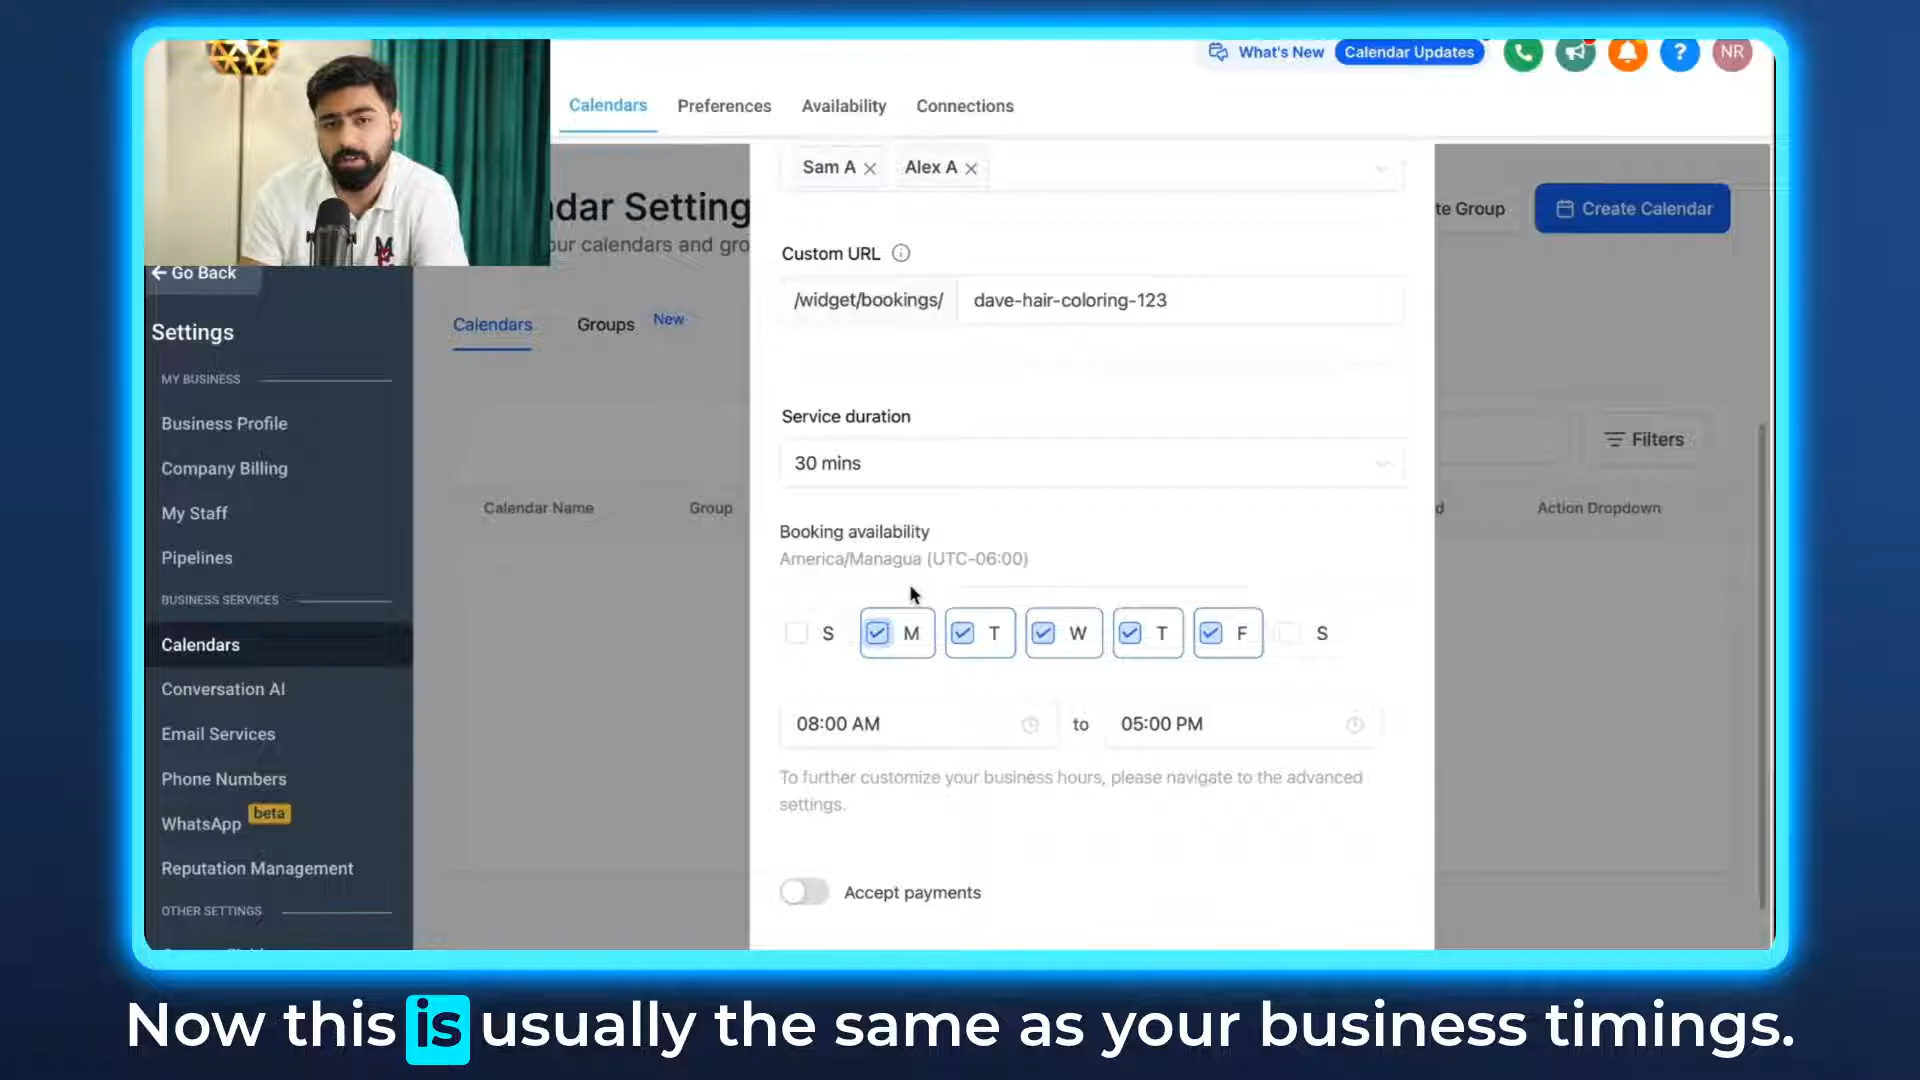 What's New
Calendar Updates
NR
Calendars
Preferences
Availability
Connections
Sam A
Alex A
Custom URL
/widget/bookings/
dave-hair-coloring-123
Service duration
30 mins
Booking availability
America/Managua (UTC-06:00)
S
M
T
W
T
F
S
08:00 AM
to
05:00 PM
To further customize your business hours, please navigate to the advanced
settings.
Accept payments
dar Setting
our calendars and gro
te Group
Create Calendar
Calendars
Groups
New
Filters
Calendar Name
Group
d
Action Dropdown
Go Back
Settings
MY BUSINESS
Business Profile
Company Billing
My Staff
Pipelines
BUSINESS SERVICES
Calendars
Conversation AI
Email Services
Phone Numbers
WhatsApp
beta
Reputation Management
OTHER SETTINGS
Now this is usually the same as your business timings.